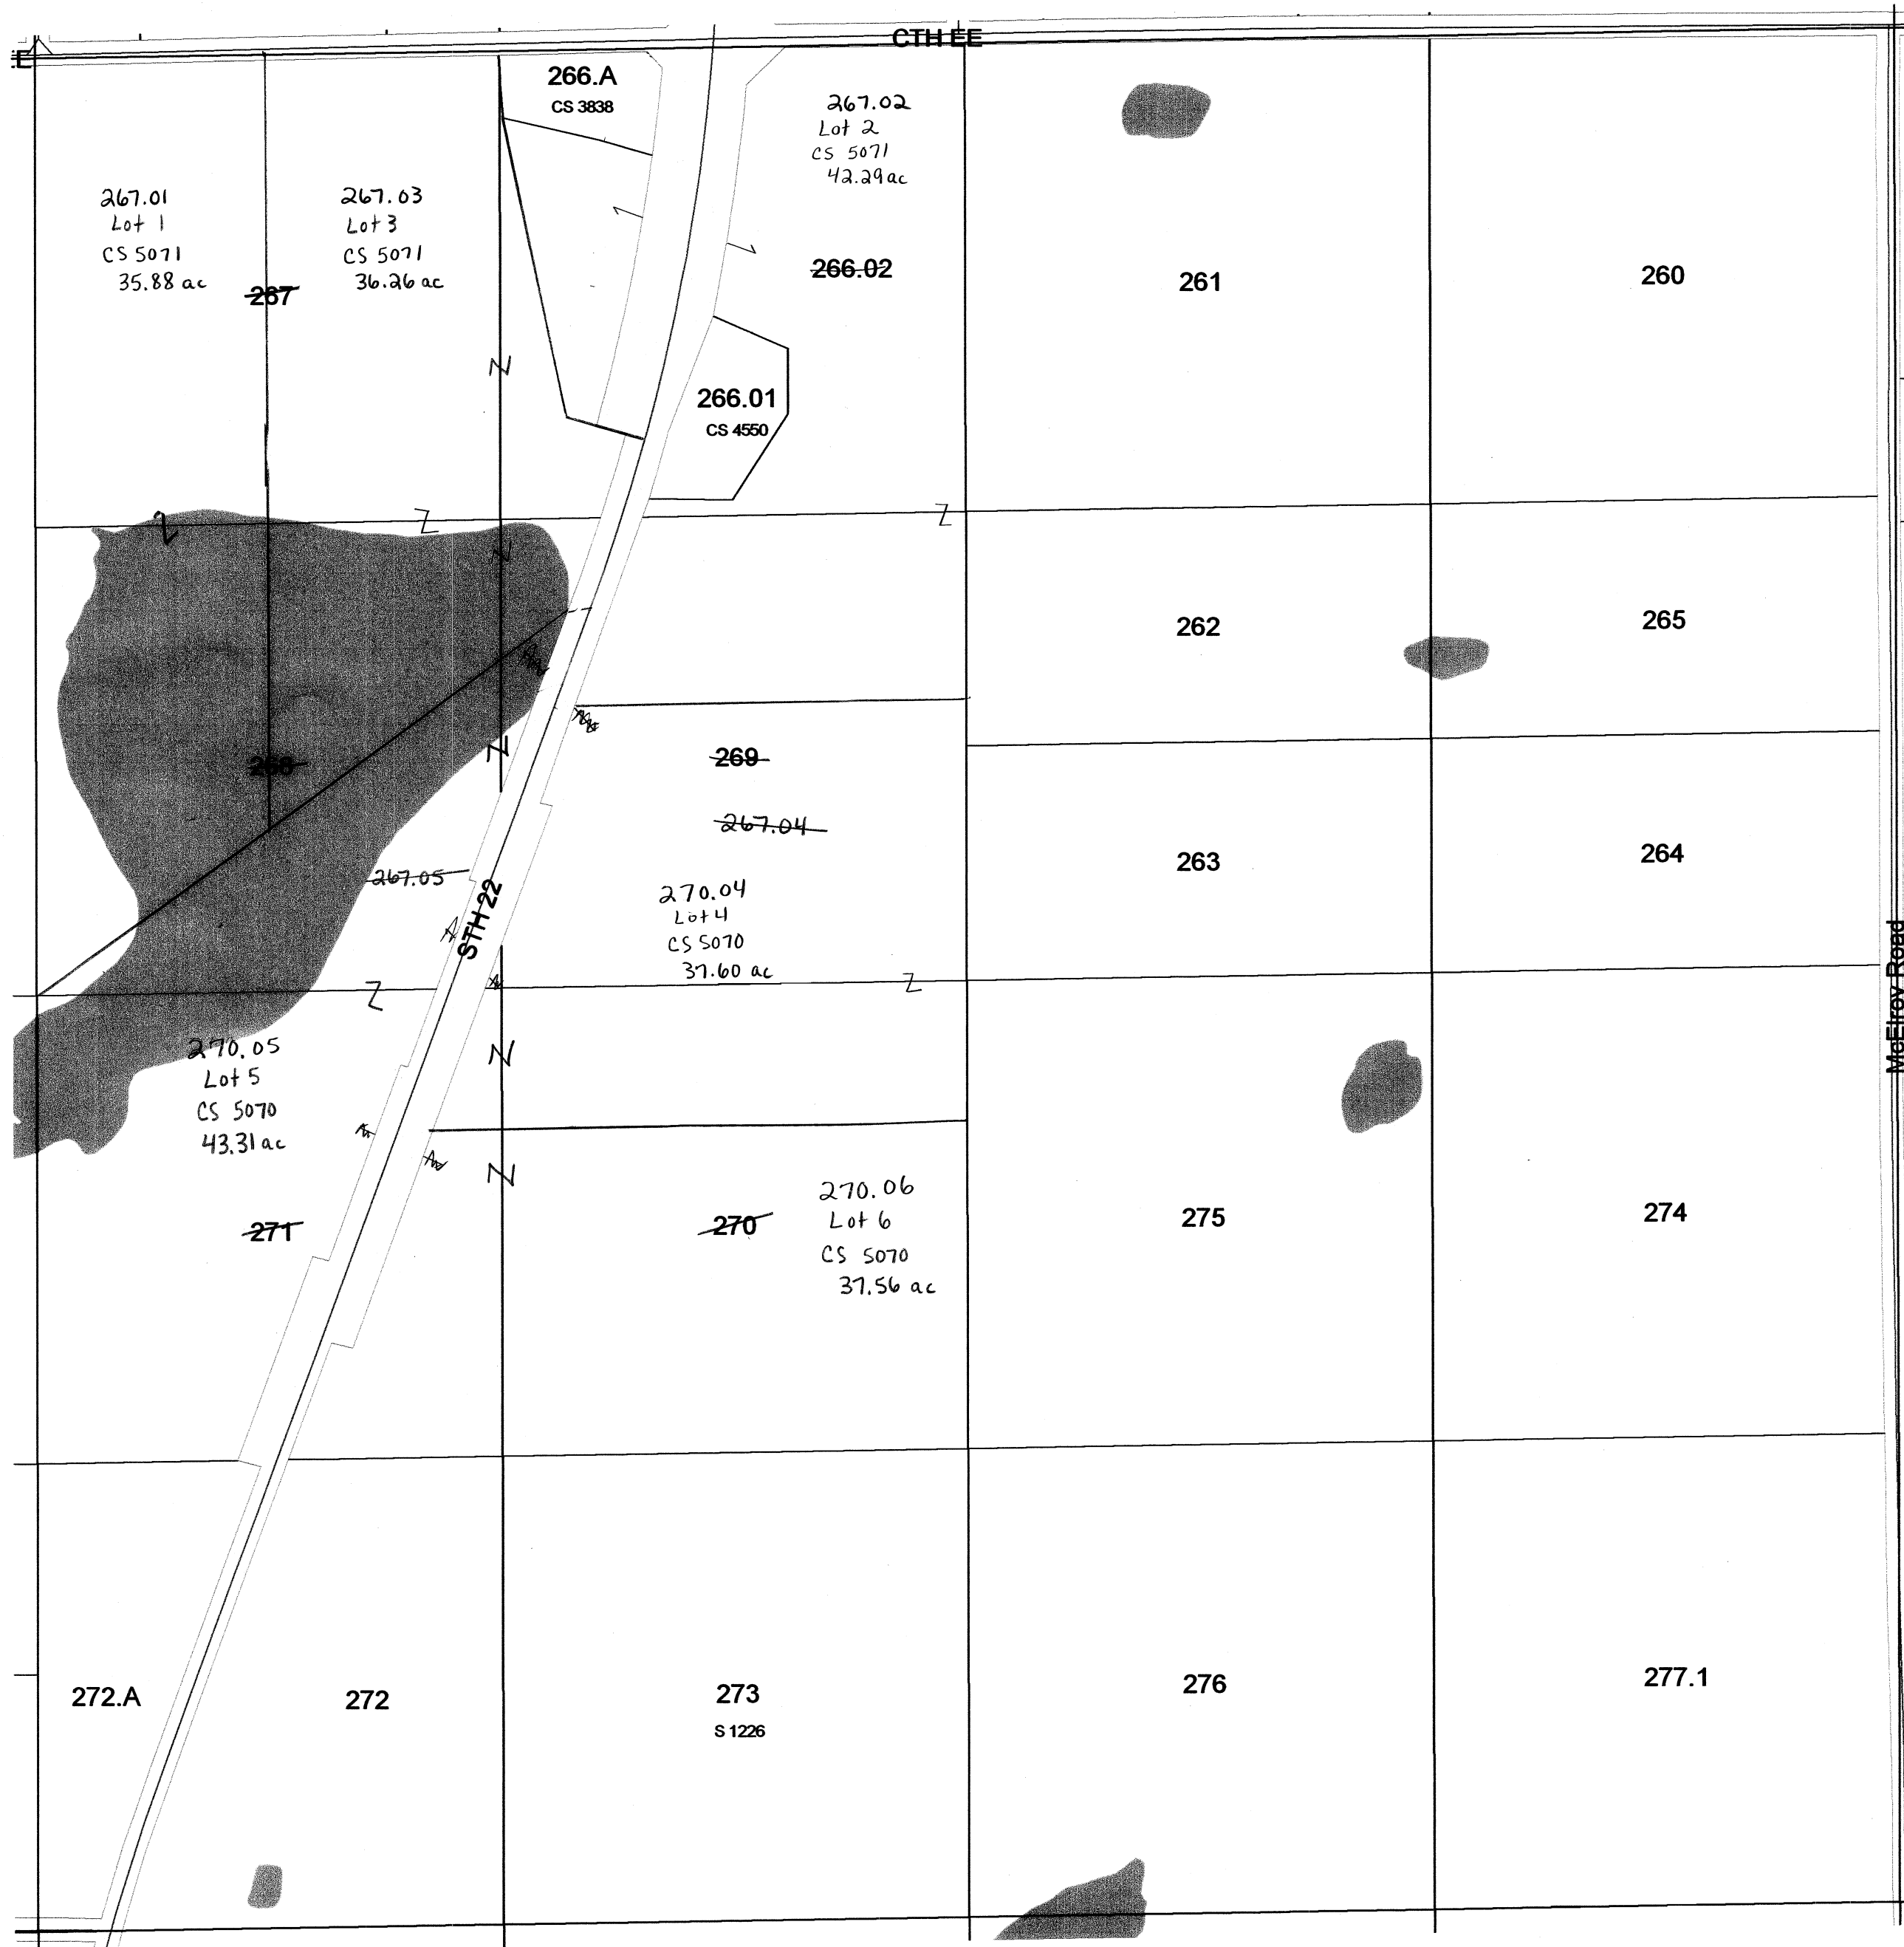 CTH EE
E
266.A
CS 3838
267.02
Lot 2
CS 5071
42.29 ac
267.01
Lot 1
CS 5071
35.88 ac
267.03
Lot 3
CS 5071
36.26 ac
267
266.02
261
260
266.01
CS 4550
262
265
269
268
267.04
267.05
STH 22
270.04
Lot 4
CS 5070
37.60 ac
263
264
McElroy Road
270.05
Lot 5
CS 5070
43.31 ac
271
270
270.06
Lot 6
CS 5070
37.56 ac
275
274
272.A
272
273
S 1226
276
277.1